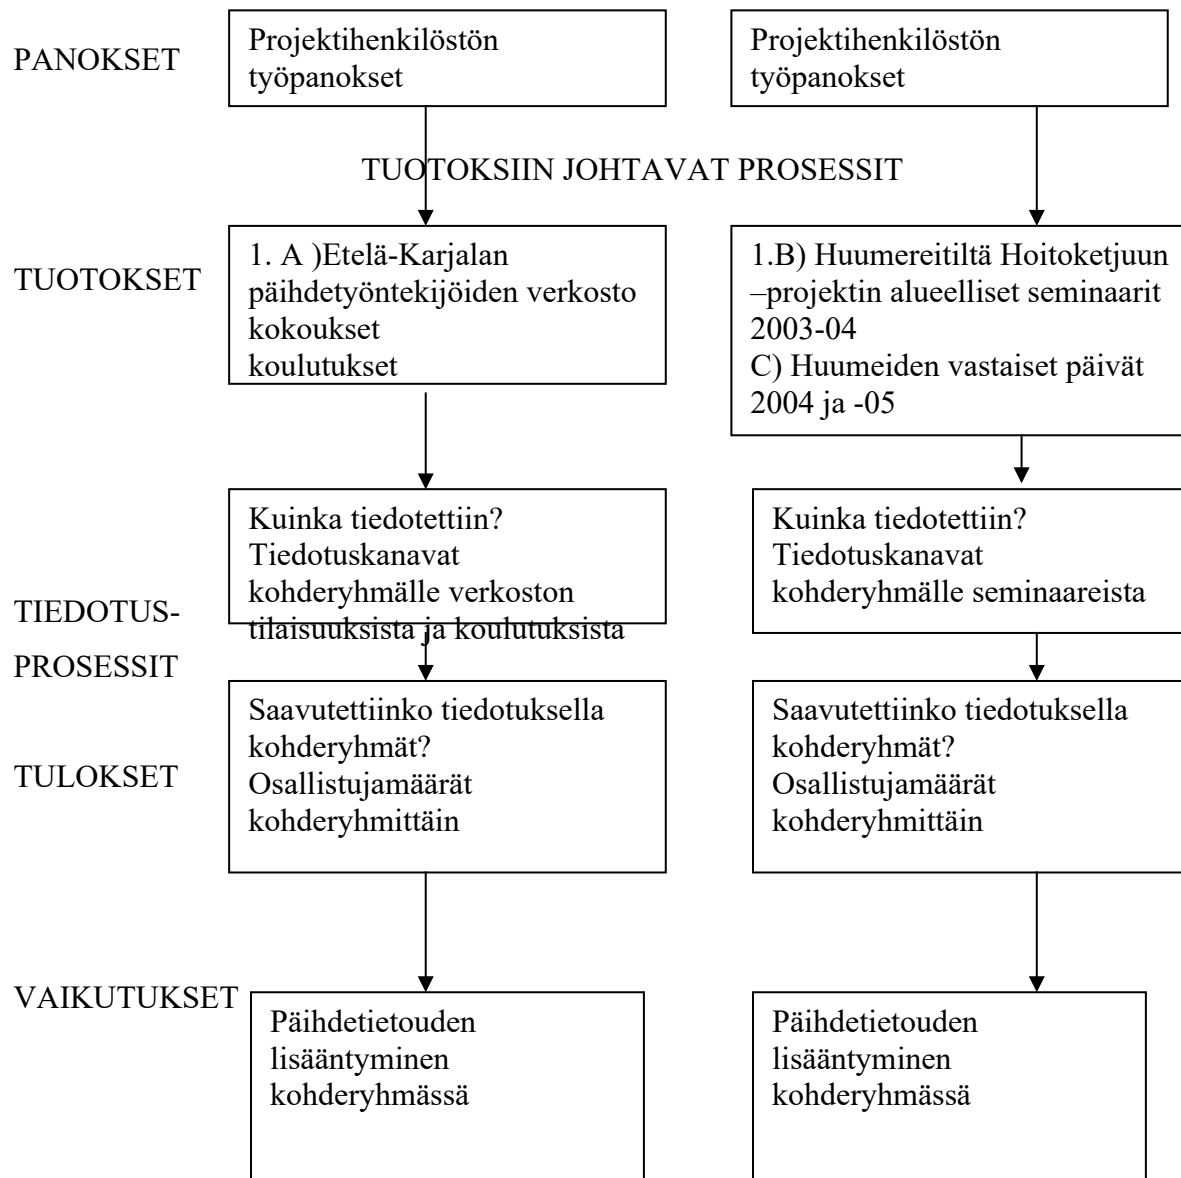 PANOKSET
Projektihenkilöstön
työpanokset
Projektihenkilöstön
työpanokset
TUOTOKSIIN JOHTAVAT PROSESSIT
TUOTOKSET
1. A )Etelä-Karjalan
päihdetyöntekijöiden verkosto
kokoukset
koulutukset
1.B) Huumereitiltä Hoitoketjuun
–projektin alueelliset seminaarit
2003-04
C) Huumeiden vastaiset päivät
2004 ja -05
TIEDOTUS-
PROSESSIT
Kuinka tiedotettiin?
Tiedotuskanavat
kohderyhmälle verkoston
tilaisuuksista ja koulutuksista
Kuinka tiedotettiin?
Tiedotuskanavat
kohderyhmälle seminaareista
TULOKSET
Saavutettiinko tiedotuksella
kohderyhmät?
Osallistujamäärät
kohderyhmittäin
Saavutettiinko tiedotuksella
kohderyhmät?
Osallistujamäärät
kohderyhmittäin
VAIKUTUKSET
Päihdetietouden
lisääntyminen
kohderyhmässä
Päihdetietouden
lisääntyminen
kohderyhmässä